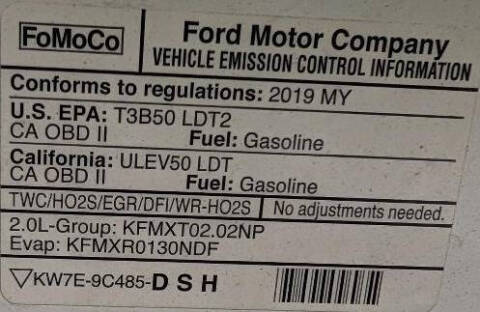 FoMoCo
Ford Motor Company
VEHICLE EMISSION CONTROL INFORMATION
Conforms to regulations: 2019 MY
U.S. EPA: T3B50 LDT2
CA OBD II Fuel: Gasoline
California: ULEV50 LDT
CA OBD II Fuel: Gasoline
TWC/HO2S/EGR/DFI/WR-HO2S No adjustments needed.
2.0L-Group: KFMXT02.02NP
Evap: KFMXR0130NDF
▽KW7E-9C485-D S H